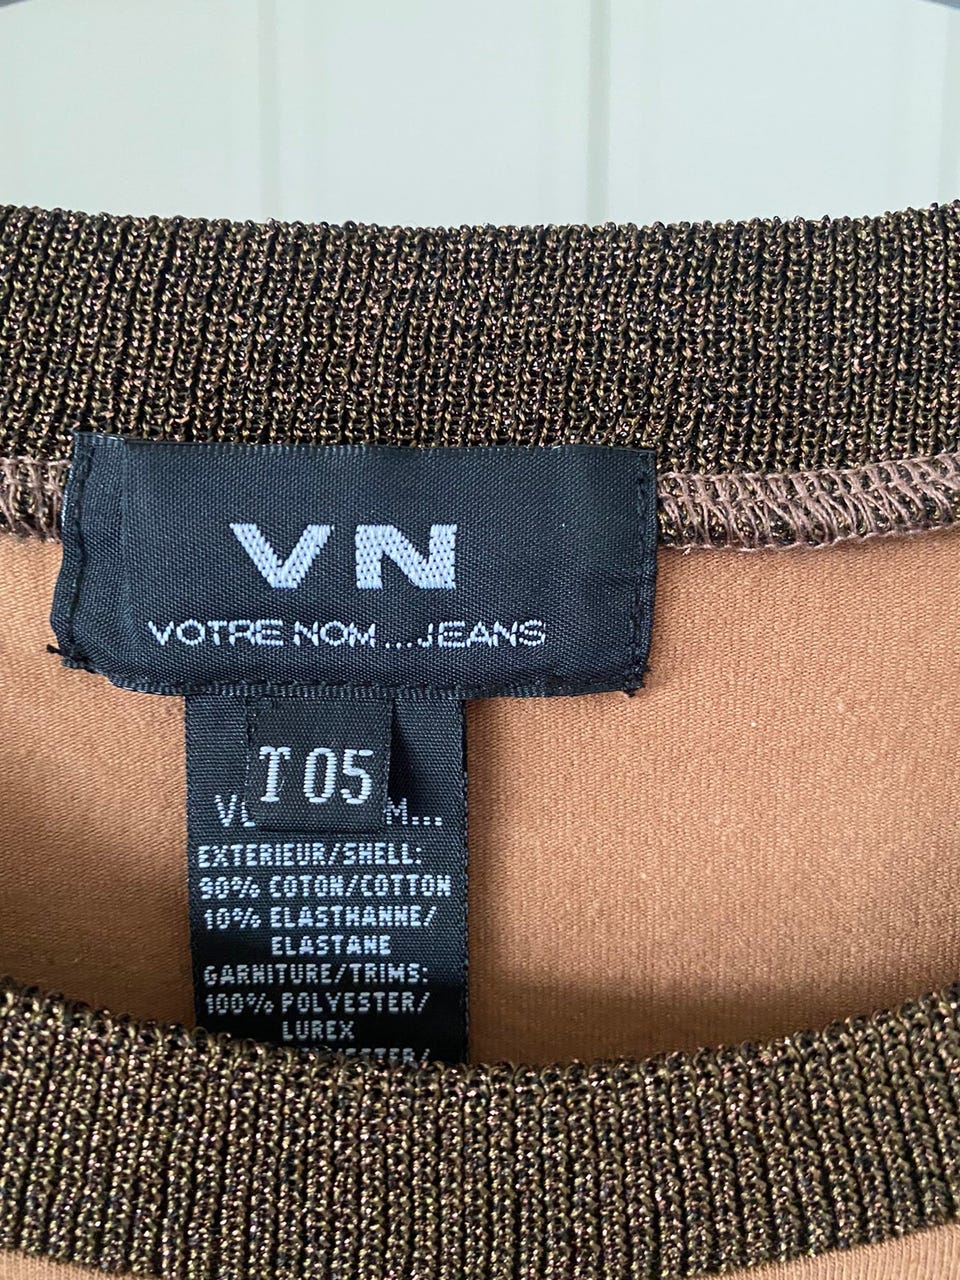 VN
VOTRE NOM...JEANS
T 05
M...
EXTERIEUR/SHELL:
90% COTON/COTTON
10% ELASTHANNE/
ELASTANE
GARNITURE/TRIMS:
100% POLYESTER/
LUREX